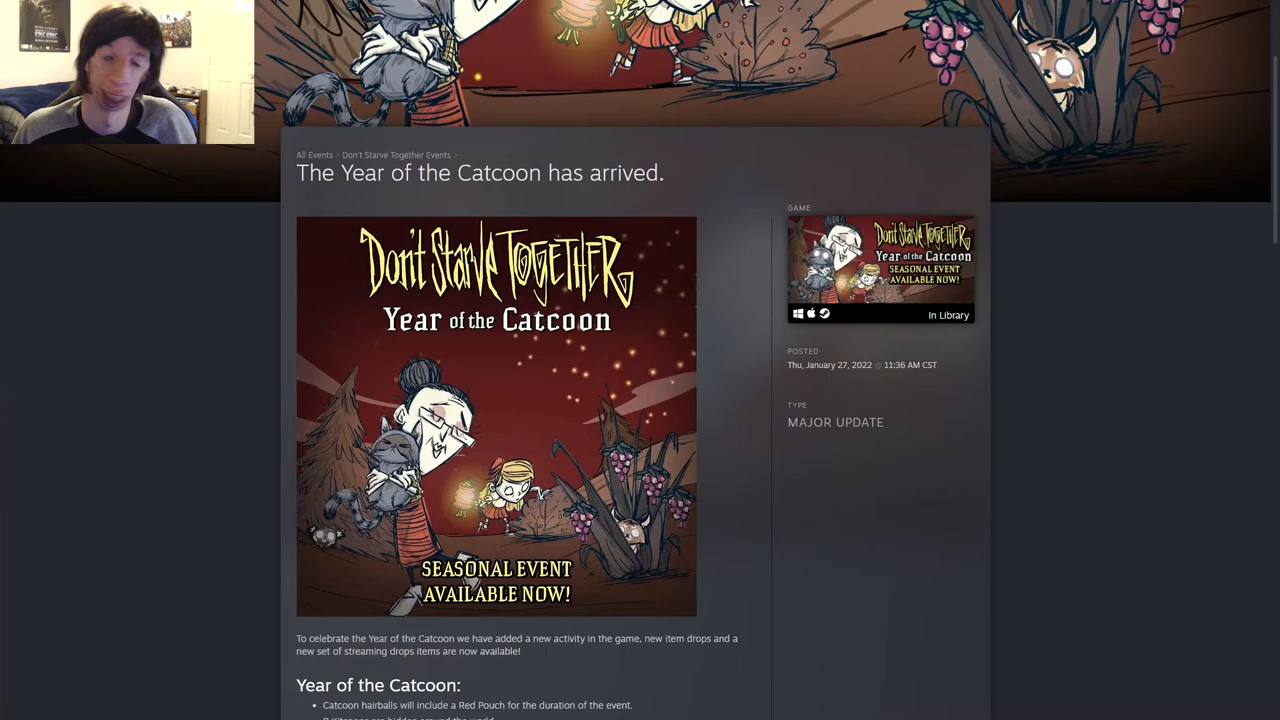 All Events > Don't Starve Together Events >
The Year of the Catcoon has arrived.
Don't Starve Together
Year of the Catcoon
SEASONAL EVENT
AVAILABLE NOW!
GAME
Don't Starve Together
Year of the Catcoon
SEASONAL EVENT
AVAILABLE NOW!
In Library
POSTED
Thu, January 27, 2022 @ 11:36 AM CST
TYPE
MAJOR UPDATE
To celebrate the Year of the Catcoon we have added a new activity in the game, new item drops and a
new set of streaming drops items are now available!
Year of the Catcoon:
• Catcoon hairballs will include a Red Pouch for the duration of the event.